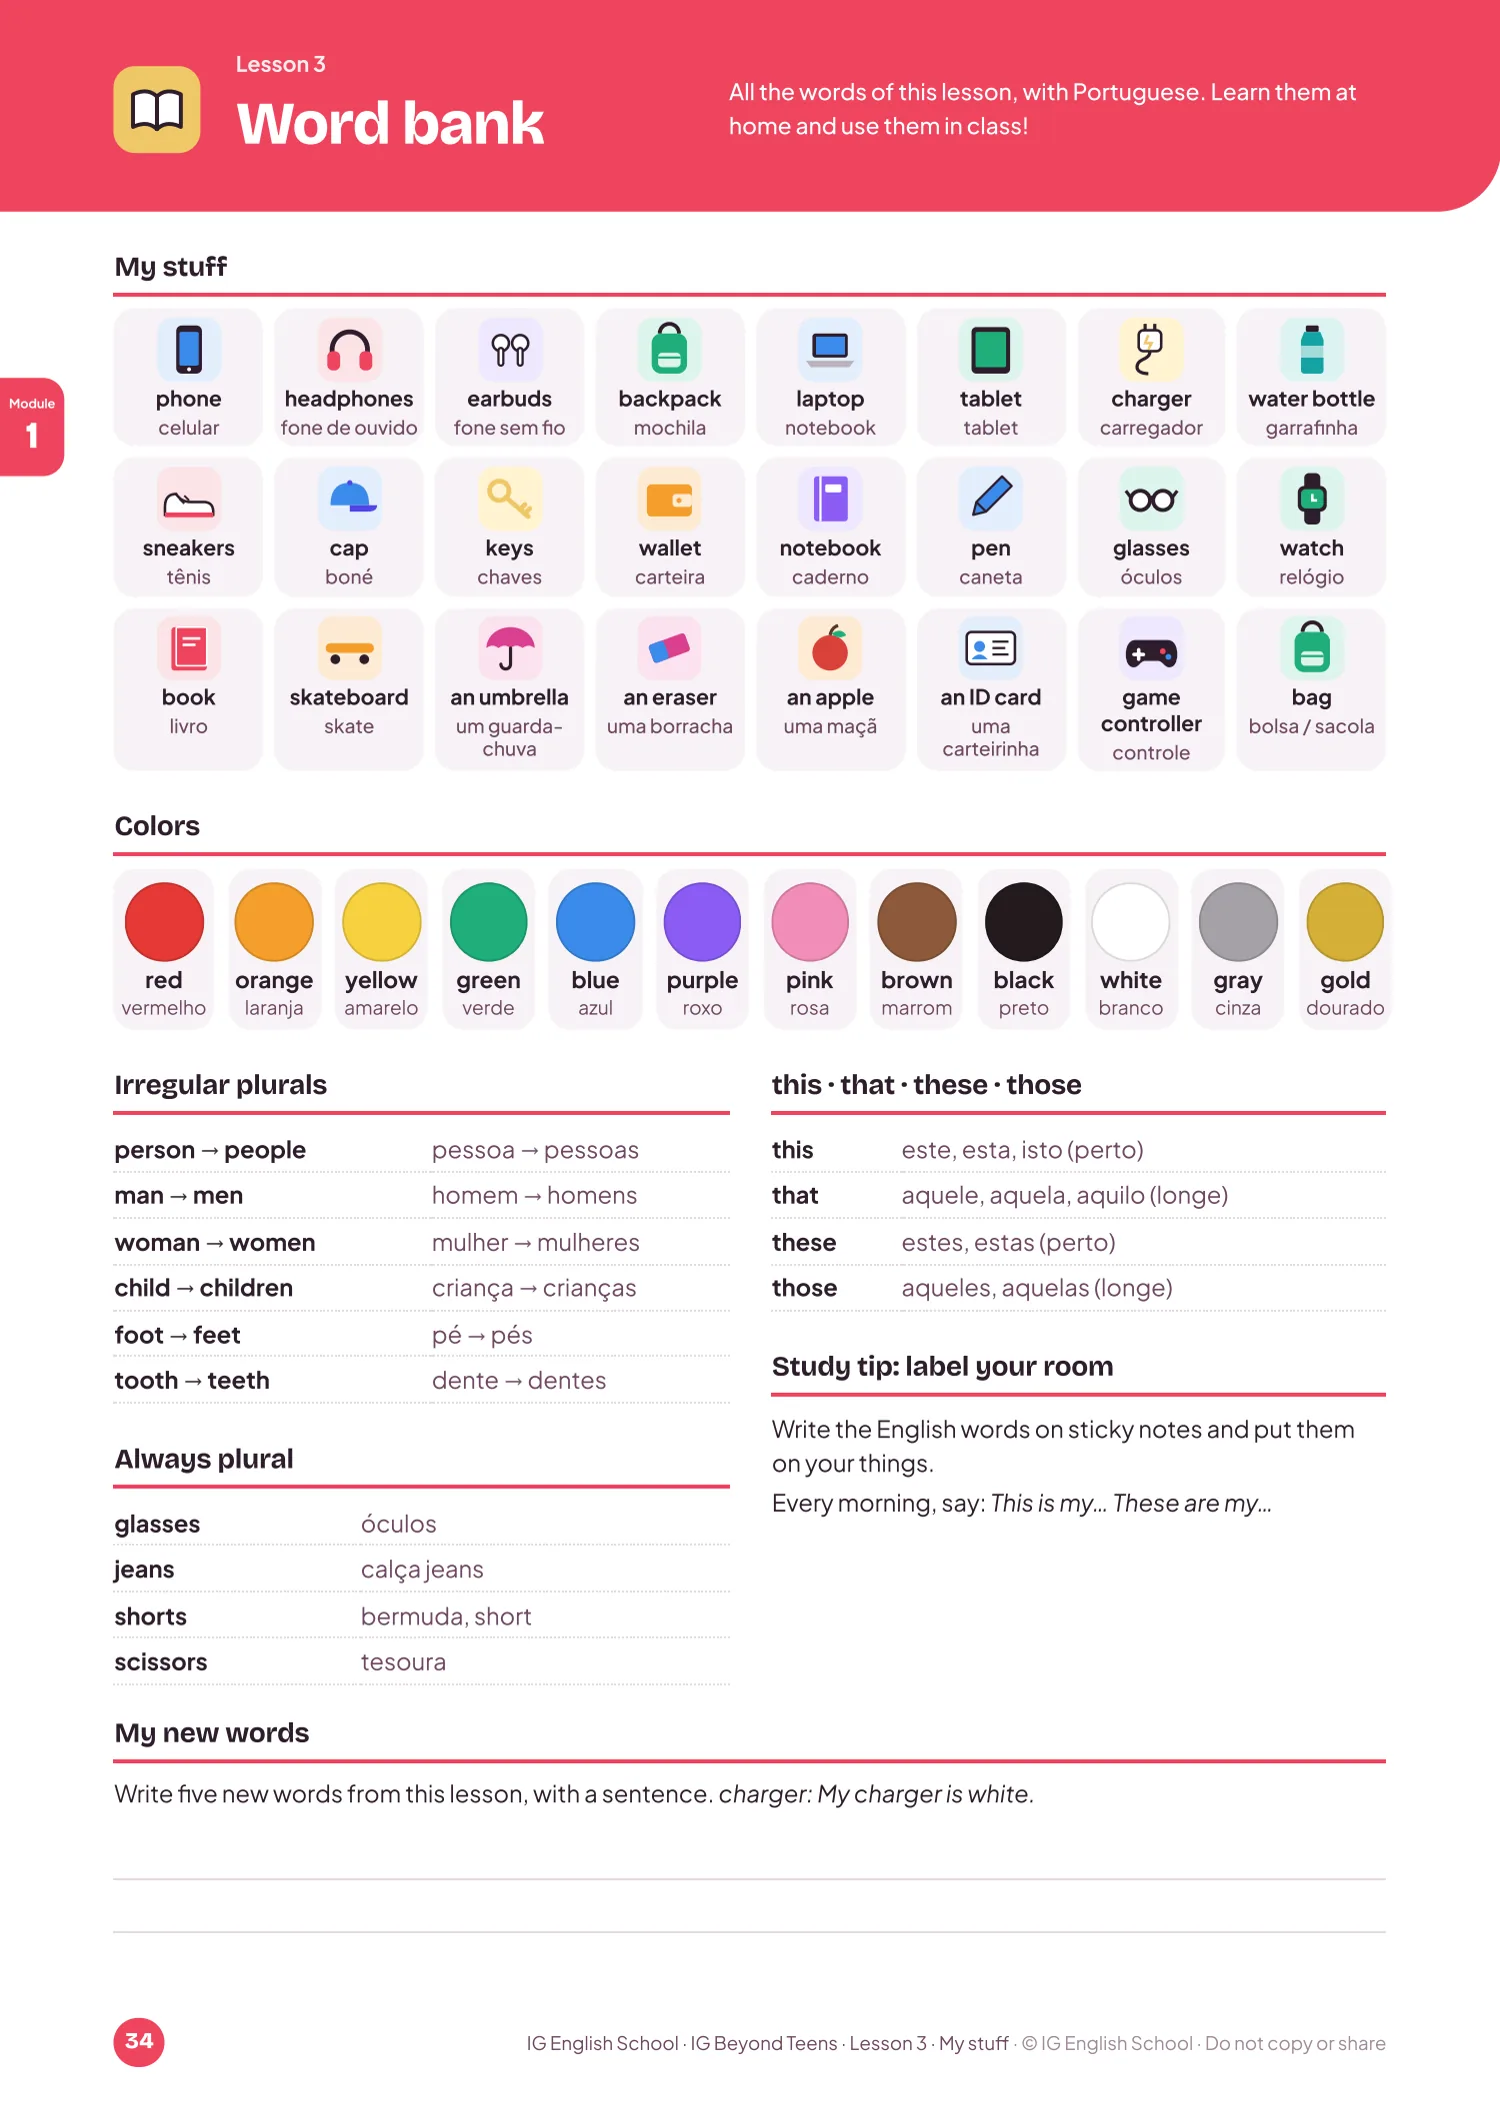 Lesson 3
Word bank
All the words of this lesson, with Portuguese. Learn them at
home and use them in class!
Module
1
My stuff
phone
celular
headphones
fone de ouvido
earbuds
fone sem fio
backpack
mochila
laptop
notebook
tablet
tablet
charger
carregador
water bottle
garrafinha
sneakers
tênis
cap
boné
keys
chaves
wallet
carteira
notebook
caderno
pen
caneta
glasses
óculos
watch
relógio
book
livro
skateboard
skate
an umbrella
um guarda-
chuva
an eraser
uma borracha
an apple
uma maçã
an ID card
uma
carteirinha
game
controller
controle
bag
bolsa / sacola
Colors
red
vermelho
orange
laranja
yellow
amarelo
green
verde
blue
azul
purple
roxo
pink
rosa
brown
marrom
black
preto
white
branco
gray
cinza
gold
dourado
Irregular plurals
person → people pessoa → pessoas
man → men homem → homens
woman → women mulher → mulheres
child → children criança → crianças
foot → feet pé → pés
tooth → teeth dente → dentes
Always plural
glasses óculos
jeans calça jeans
shorts bermuda, short
scissors tesoura
this · that · these · those
this este, esta, isto (perto)
that aquele, aquela, aquilo (longe)
these estes, estas (perto)
those aqueles, aquelas (longe)
Study tip: label your room
Write the English words on sticky notes and put them
on your things.
Every morning, say: This is my... These are my...
My new words
Write five new words from this lesson, with a sentence. charger: My charger is white.
34
IG English School · IG Beyond Teens · Lesson 3 · My stuff · © IG English School · Do not copy or share